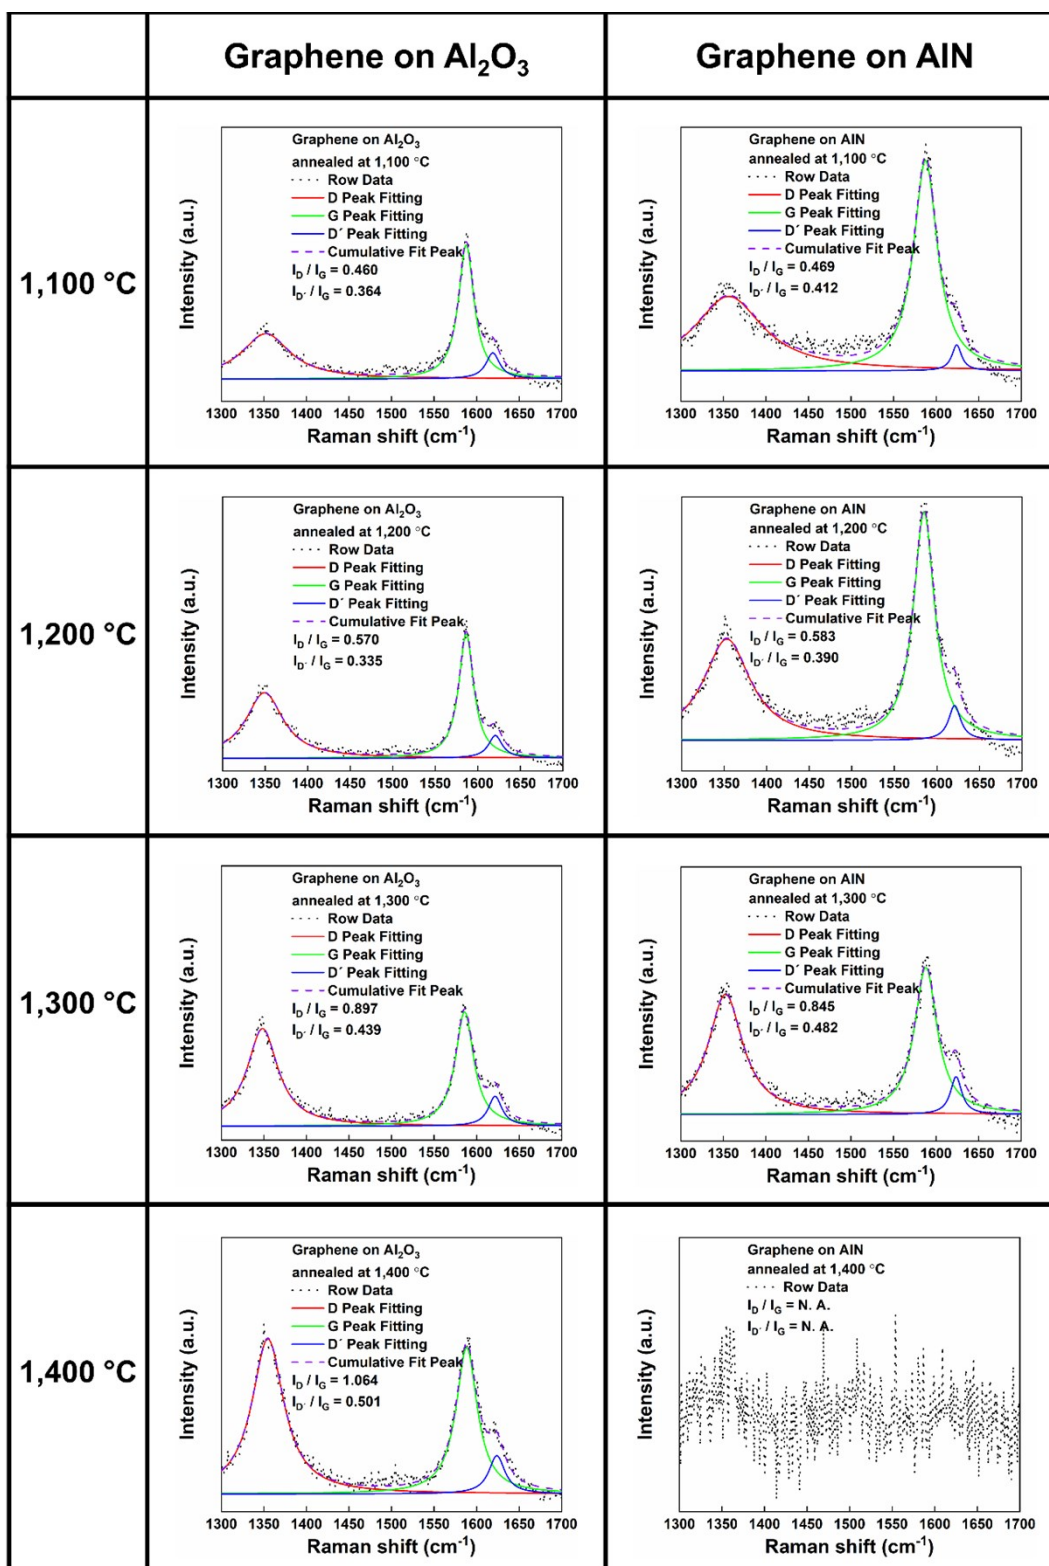 Graphene on Al₂O₃
Graphene on AlN
1,100 °C
Graphene on Al₂O₃
annealed at 1,100 °C
Row Data
D Peak Fitting
G Peak Fitting
D´ Peak Fitting
Cumulative Fit Peak
I_D / I_G = 0.460
I_D´ / I_G = 0.364
Intensity (a.u.)
1300 1350 1400 1450 1500 1550 1600 1650 1700
Raman shift (cm⁻¹)
Graphene on AlN
annealed at 1,100 °C
Row Data
D Peak Fitting
G Peak Fitting
D´ Peak Fitting
Cumulative Fit Peak
I_D / I_G = 0.469
I_D´ / I_G = 0.412
Intensity (a.u.)
1300 1350 1400 1450 1500 1550 1600 1650 1700
Raman shift (cm⁻¹)
1,200 °C
Graphene on Al₂O₃
annealed at 1,200 °C
Row Data
D Peak Fitting
G Peak Fitting
D´ Peak Fitting
Cumulative Fit Peak
I_D / I_G = 0.570
I_D´ / I_G = 0.335
Intensity (a.u.)
1300 1350 1400 1450 1500 1550 1600 1650 1700
Raman shift (cm⁻¹)
Graphene on AlN
annealed at 1,200 °C
Row Data
D Peak Fitting
G Peak Fitting
D´ Peak Fitting
Cumulative Fit Peak
I_D / I_G = 0.583
I_D´ / I_G = 0.390
Intensity (a.u.)
1300 1350 1400 1450 1500 1550 1600 1650 1700
Raman shift (cm⁻¹)
1,300 °C
Graphene on Al₂O₃
annealed at 1,300 °C
Row Data
D Peak Fitting
G Peak Fitting
D´ Peak Fitting
Cumulative Fit Peak
I_D / I_G = 0.897
I_D´ / I_G = 0.439
Intensity (a.u.)
1300 1350 1400 1450 1500 1550 1600 1650 1700
Raman shift (cm⁻¹)
Graphene on AlN
annealed at 1,300 °C
Row Data
D Peak Fitting
G Peak Fitting
D´ Peak Fitting
Cumulative Fit Peak
I_D / I_G = 0.845
I_D´ / I_G = 0.482
Intensity (a.u.)
1300 1350 1400 1450 1500 1550 1600 1650 1700
Raman shift (cm⁻¹)
1,400 °C
Graphene on Al₂O₃
annealed at 1,400 °C
Row Data
D Peak Fitting
G Peak Fitting
D´ Peak Fitting
Cumulative Fit Peak
I_D / I_G = 1.064
I_D´ / I_G = 0.501
Intensity (a.u.)
1300 1350 1400 1450 1500 1550 1600 1650 1700
Raman shift (cm⁻¹)
Graphene on AlN
annealed at 1,400 °C
Row Data
I_D / I_G = N. A.
I_D´ / I_G = N. A.
Intensity (a.u.)
1300 1350 1400 1450 1500 1550 1600 1650 1700
Raman shift (cm⁻¹)